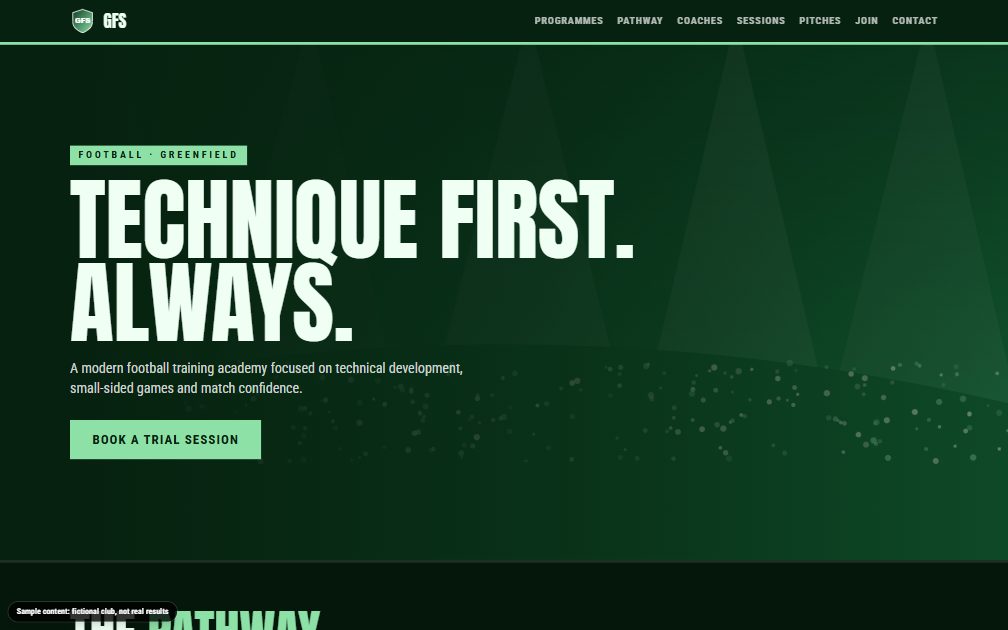 GFS
GFS
PROGRAMMES PATHWAY COACHES SESSIONS PITCHES JOIN CONTACT
FOOTBALL · GREENFIELD
TECHNIQUE FIRST.
ALWAYS.
A modern football training academy focused on technical development,
small-sided games and match confidence.
BOOK A TRIAL SESSION
THE PATHWAY
Sample content: fictional club, not real results